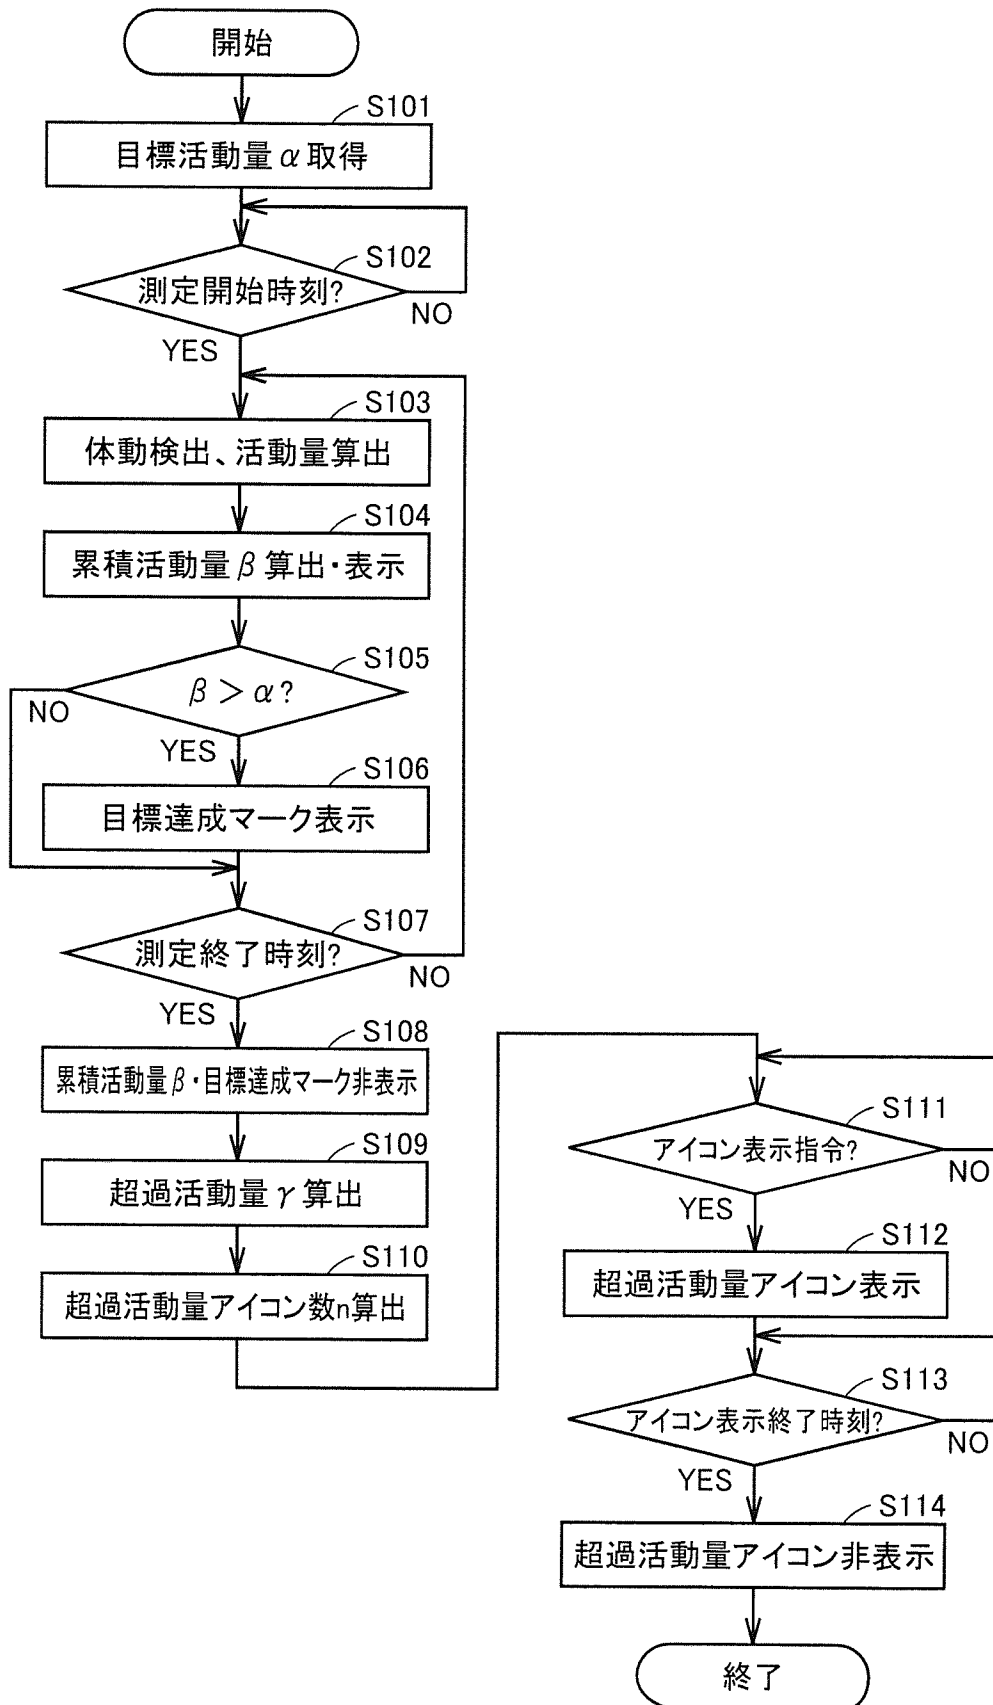 開始
S101
目標活動量α取得
S102
測定開始時刻?
NO
YES
S103
体動検出、活動量算出
S104
累積活動量β算出・表示
S105
β>α?
NO
YES
S106
目標達成マーク表示
S107
測定終了時刻?
NO
YES
S108
累積活動量β・目標達成マーク非表示
S109
超過活動量γ算出
S110
超過活動量アイコン数n算出
S111
アイコン表示指令?
NO
YES
S112
超過活動量アイコン表示
S113
アイコン表示終了時刻?
NO
YES
S114
超過活動量アイコン非表示
終了